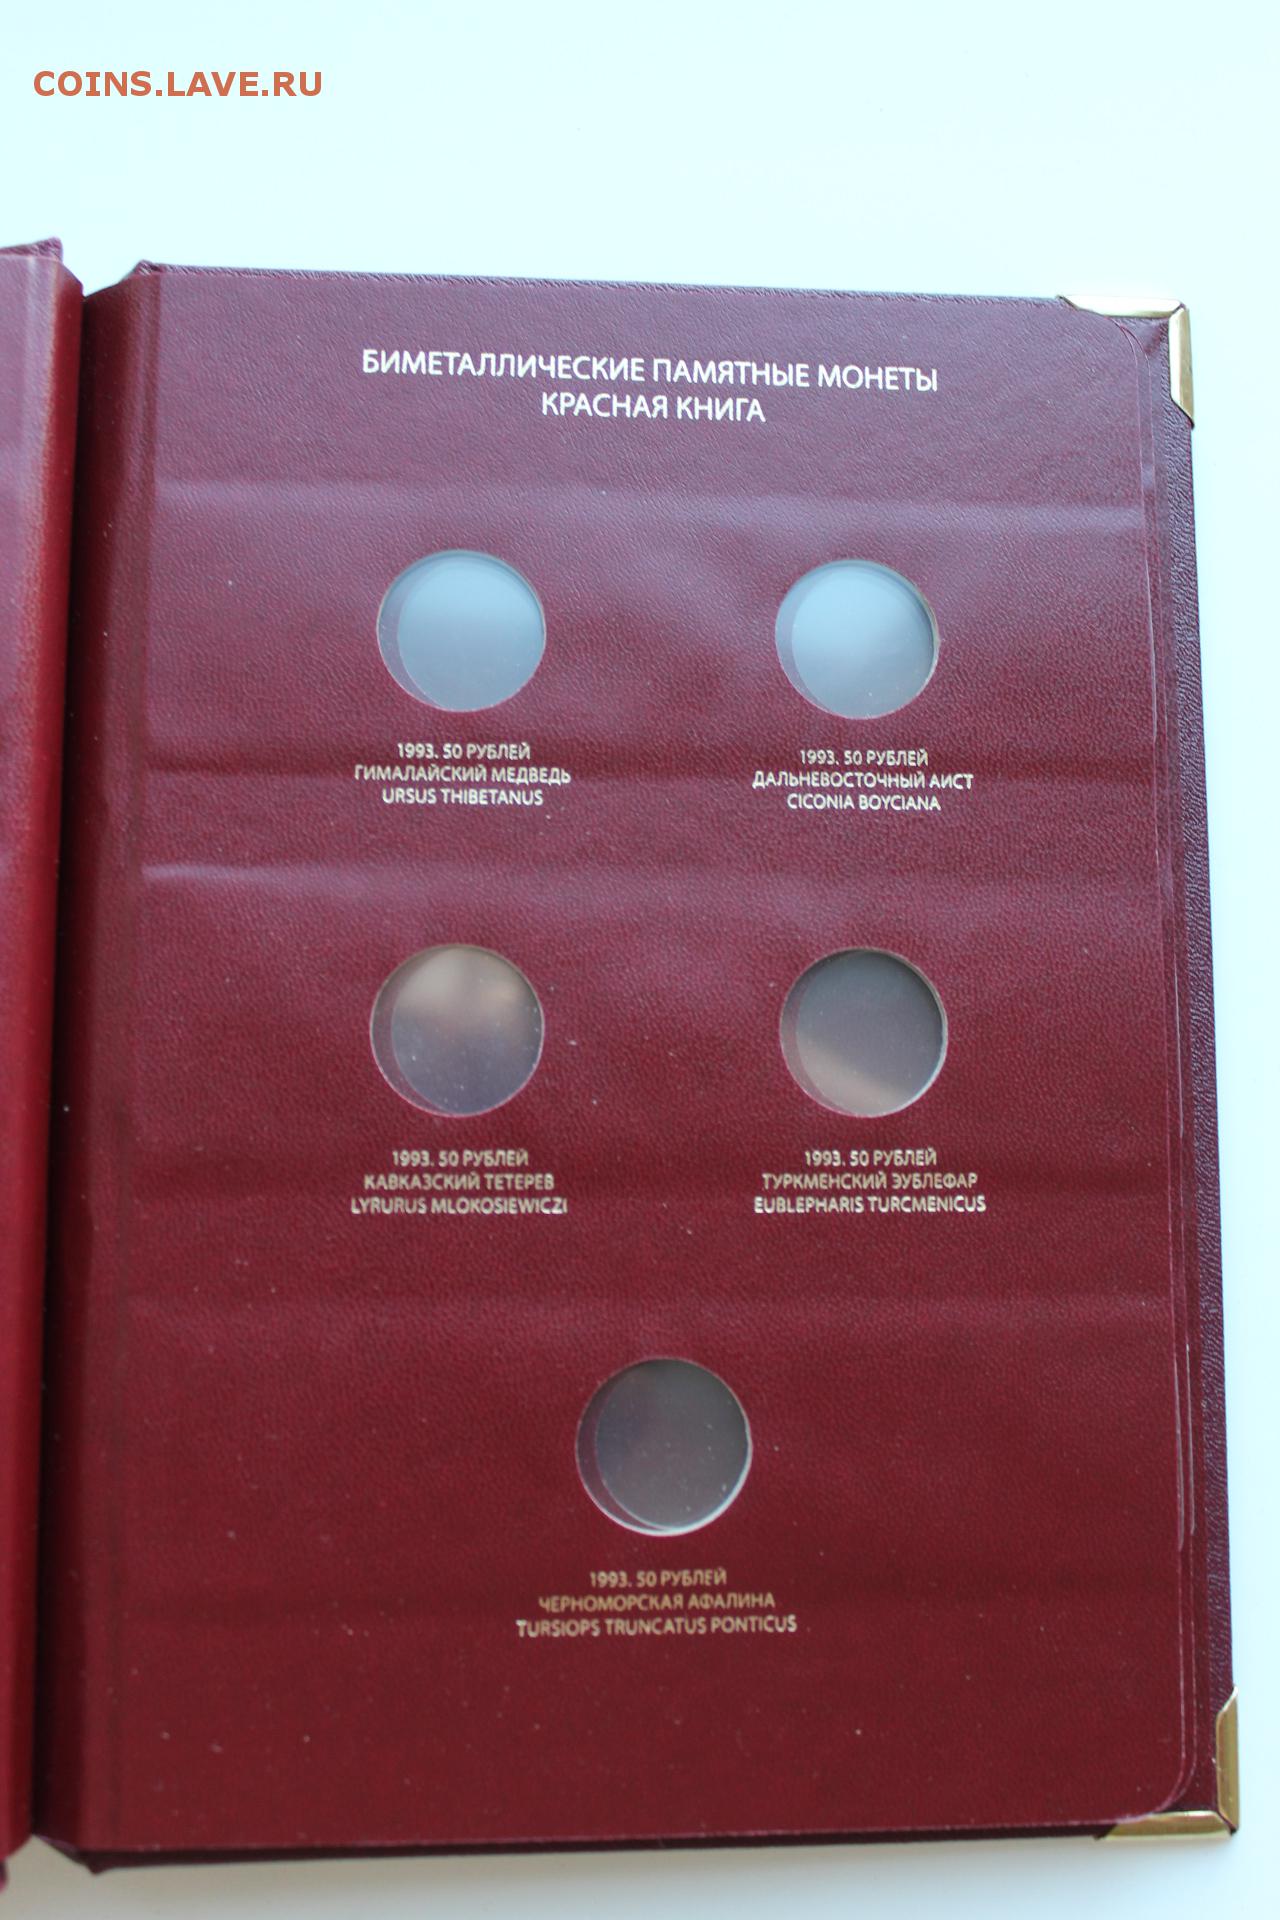 COINS.LAVE.RU
БИМЕТАЛЛИЧЕСКИЕ ПАМЯТНЫЕ МОНЕТЫ
КРАСНАЯ КНИГА
1993. 50 РУБЛЕЙ
ГИМАЛАЙСКИЙ МЕДВЕДЬ
URSUS THIBETANUS
1993. 50 РУБЛЕЙ
ДАЛЬНЕВОСТОЧНЫЙ АИСТ
CICONIA BOYCIANA
1993. 50 РУБЛЕЙ
КАВКАЗСКИЙ ТЕТЕРЕВ
LYRURUS MLOKOSIEWICZI
1993. 50 РУБЛЕЙ
ТУРКМЕНСКИЙ ЭУБЛЕФАР
EUBLEPHARIS TURCMENICUS
1993. 50 РУБЛЕЙ
ЧЕРНОМОРСКАЯ АФАЛИНА
TURSIOPS TRUNCATUS PONTICUS